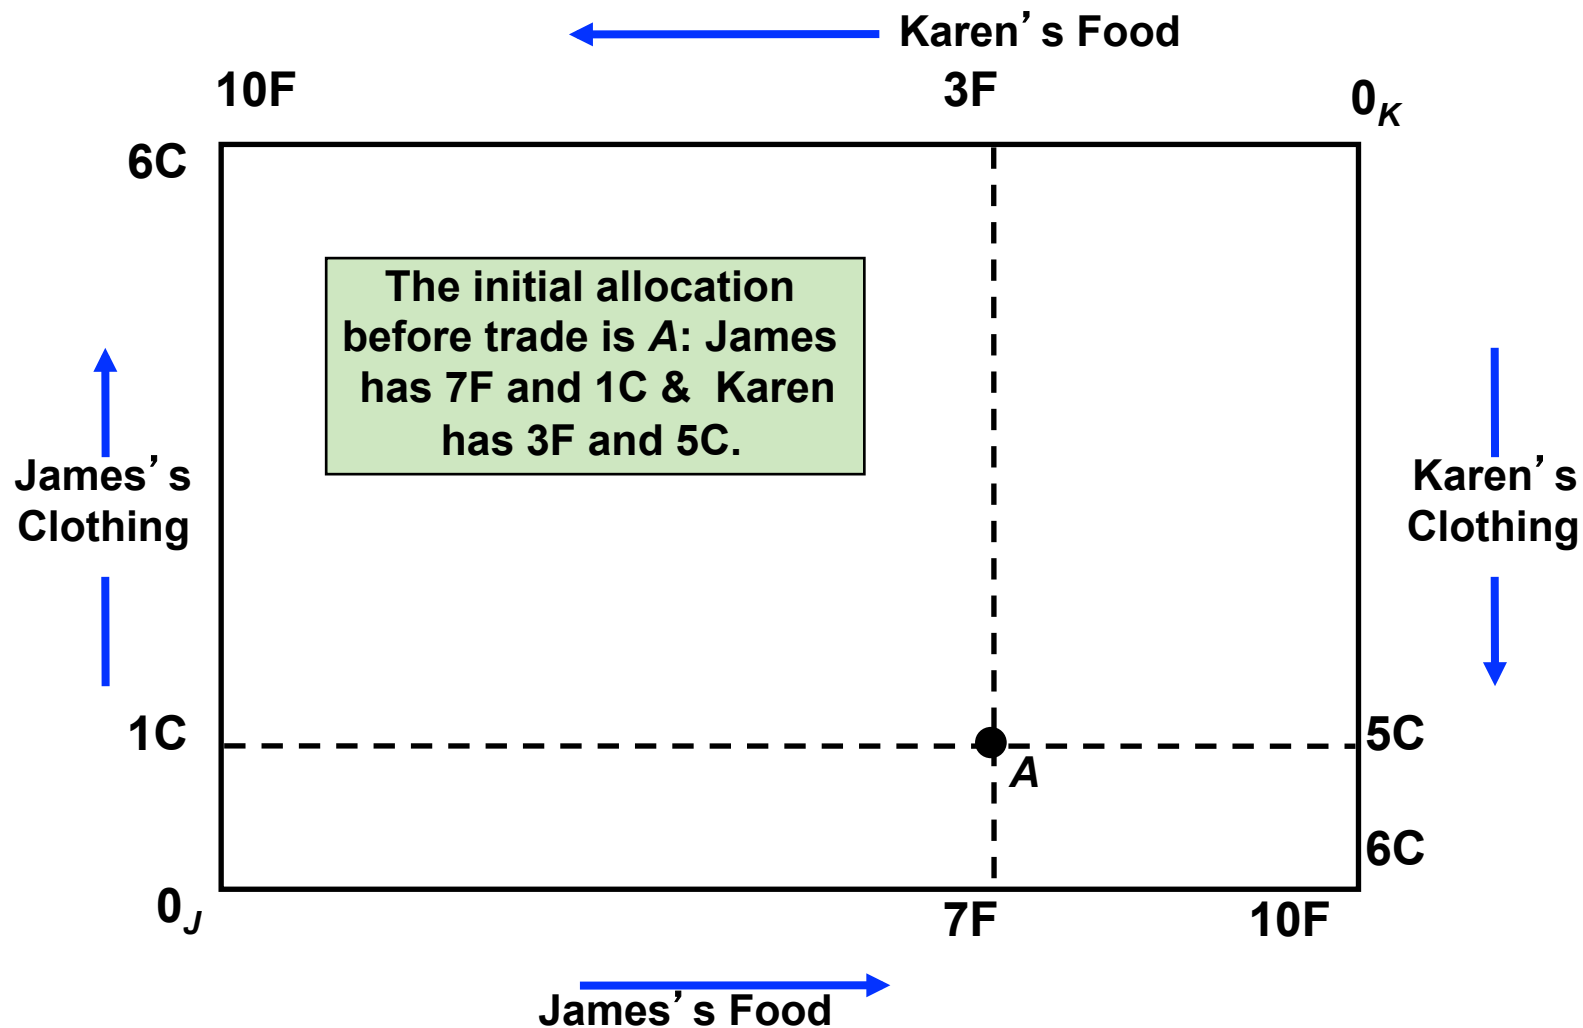 Karen’s Food
10F 3F 0K
6C
The initial allocation
before trade is A: James
has 7F and 1C & Karen
has 3F and 5C.
James’s
Clothing
Karen’s
Clothing
1C
5C
A
6C
0J
7F 10F
James’s Food